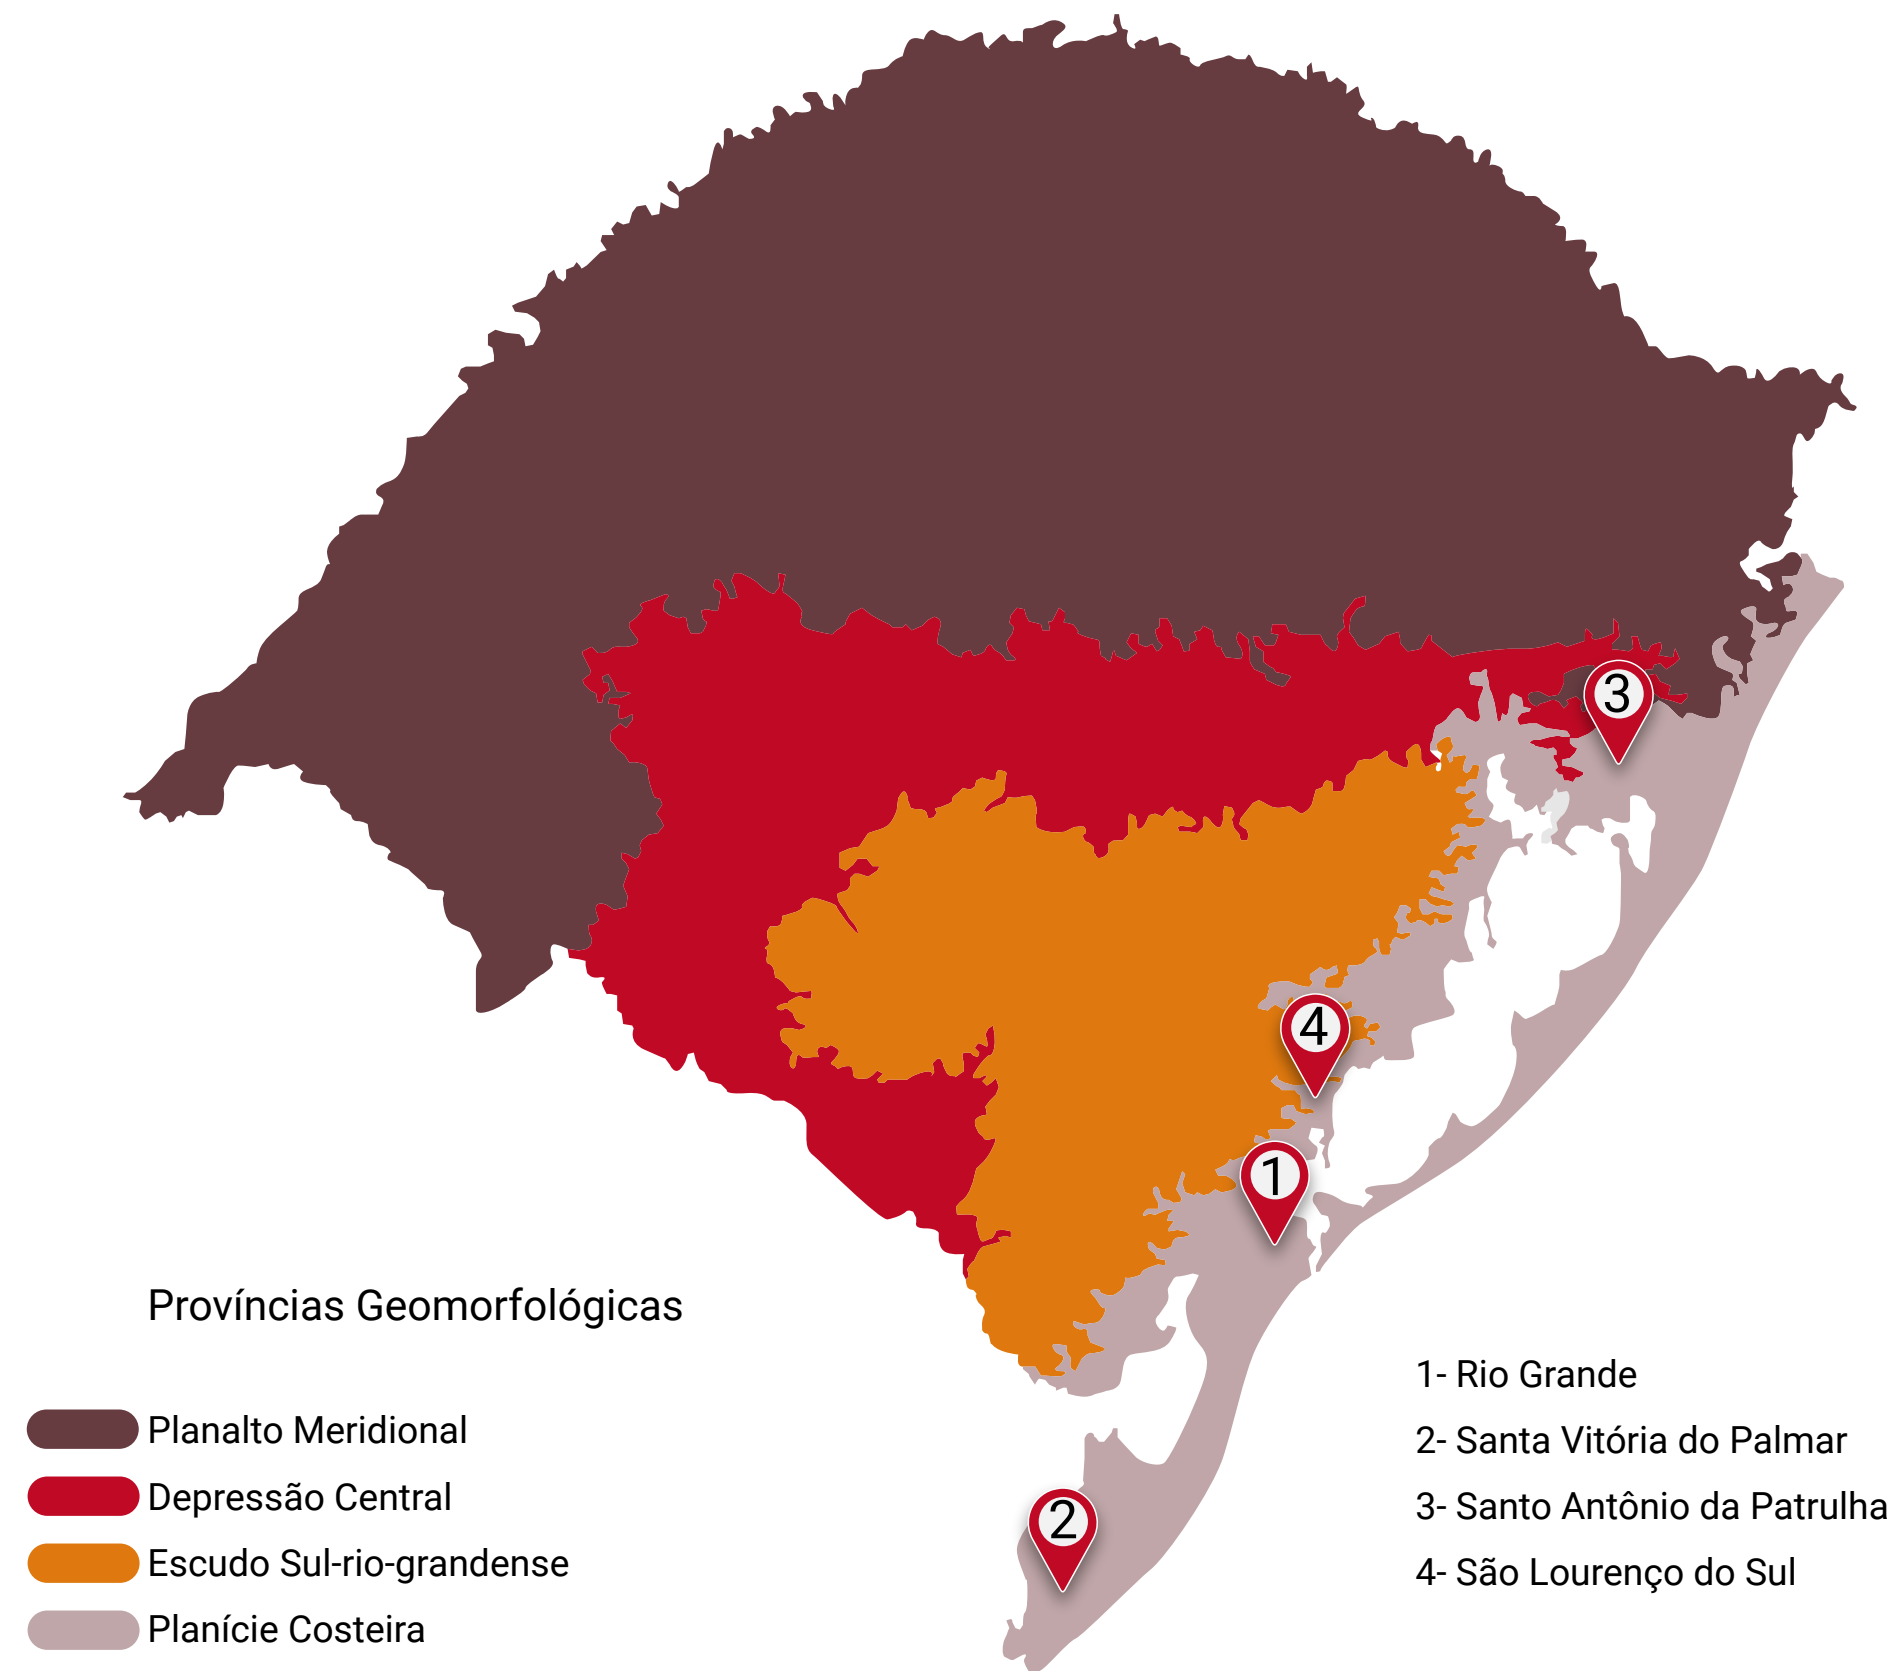 3
4
1
2
Províncias Geomorfológicas
Planalto Meridional
Depressão Central
Escudo Sul-rio-grandense
Planície Costeira
1- Rio Grande
2- Santa Vitória do Palmar
3- Santo Antônio da Patrulha
4- São Lourenço do Sul